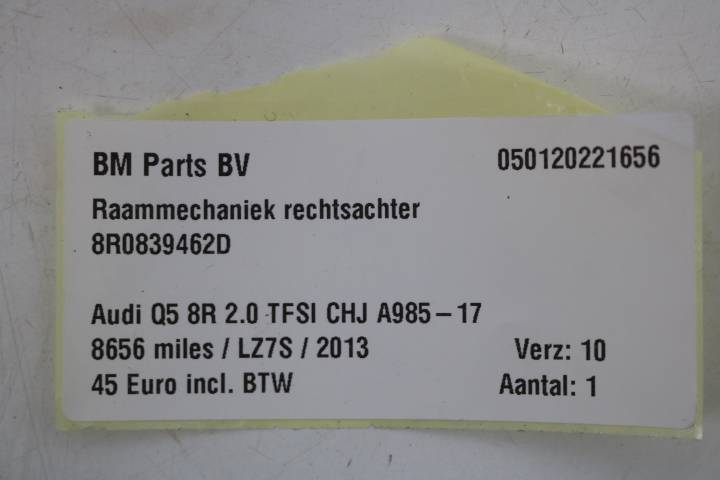 BM Parts BV 050120221656
Raammechaniek rechtsachter
8R0839462D
Audi Q5 8R 2.0 TFSI CHJ A985-17
8656 miles / LZ7S / 2013 Verz: 10
45 Euro incl. BTW Aantal: 1